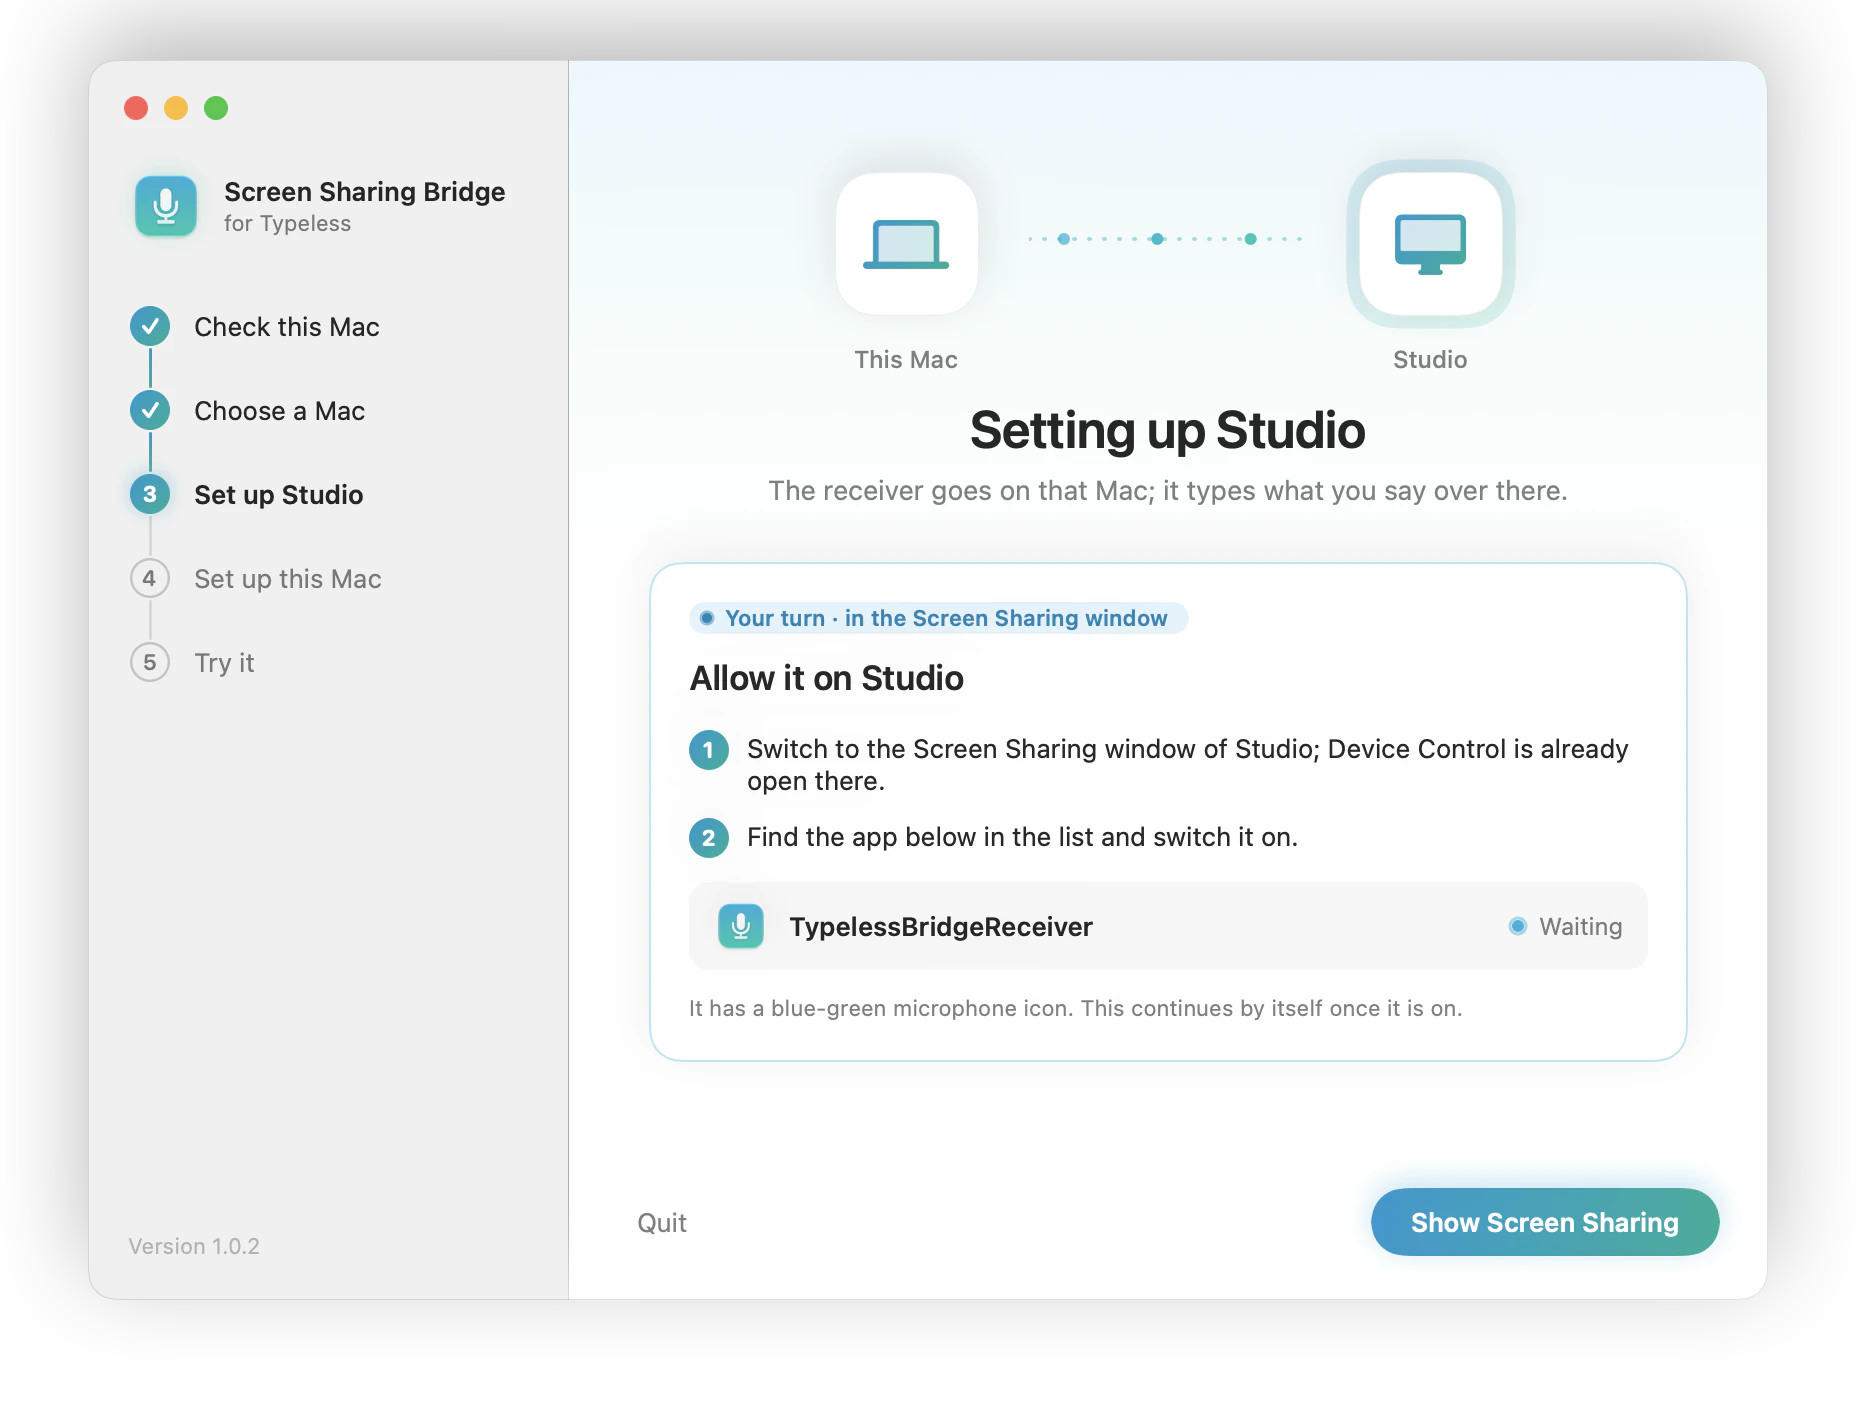 Screen Sharing Bridge
for Typeless
Check this Mac
Choose a Mac
3 Set up Studio
4 Set up this Mac
5 Try it
Version 1.0.2
This Mac
Studio
Setting up Studio
The receiver goes on that Mac; it types what you say over there.
Your turn · in the Screen Sharing window
Allow it on Studio
1 Switch to the Screen Sharing window of Studio; Device Control is already
open there.
2 Find the app below in the list and switch it on.
TypelessBridgeReceiver Waiting
It has a blue-green microphone icon. This continues by itself once it is on.
Quit
Show Screen Sharing